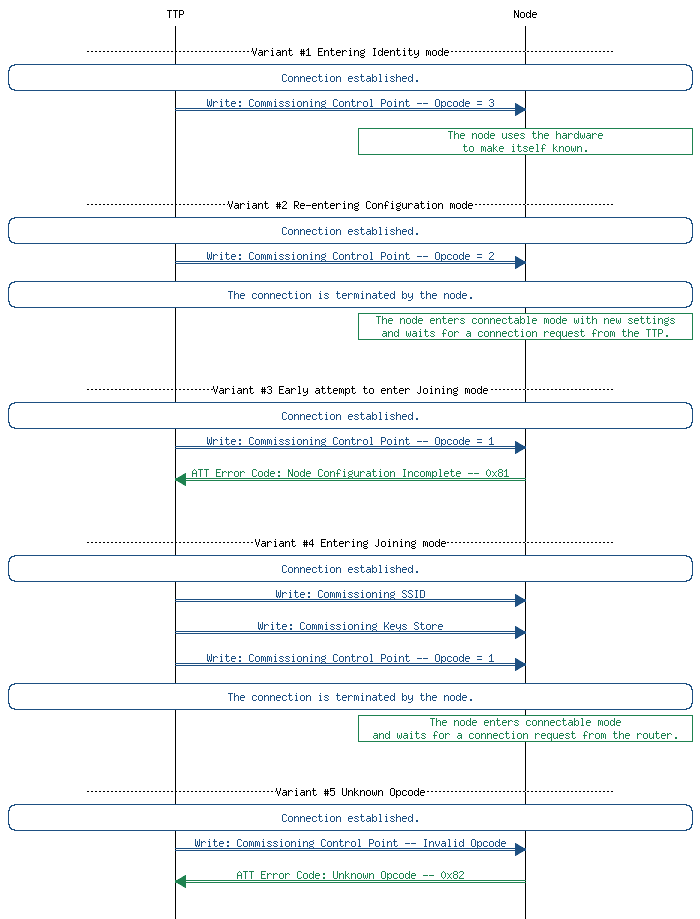 TTP Node
Variant #1 Entering Identity mode
Connection established.
Write: Commissioning Control Point -- Opcode = 3
The node uses the hardware
to make itself known.
Variant #2 Re-entering Configuration mode
Connection established.
Write: Commissioning Control Point -- Opcode = 2
The connection is terminated by the node.
The node enters connectable mode with new settings
and waits for a connection request from the TTP.
Variant #3 Early attempt to enter Joining mode
Connection established.
Write: Commissioning Control Point -- Opcode = 1
ATT Error Code: Node Configuration Incomplete -- 0x81
Variant #4 Entering Joining mode
Connection established.
Write: Commissioning SSID
Write: Commissioning Keys Store
Write: Commissioning Control Point -- Opcode = 1
The connection is terminated by the node.
The node enters connectable mode
and waits for a connection request from the router.
Variant #5 Unknown Opcode
Connection established.
Write: Commissioning Control Point -- Invalid Opcode
ATT Error Code: Unknown Opcode -- 0x82